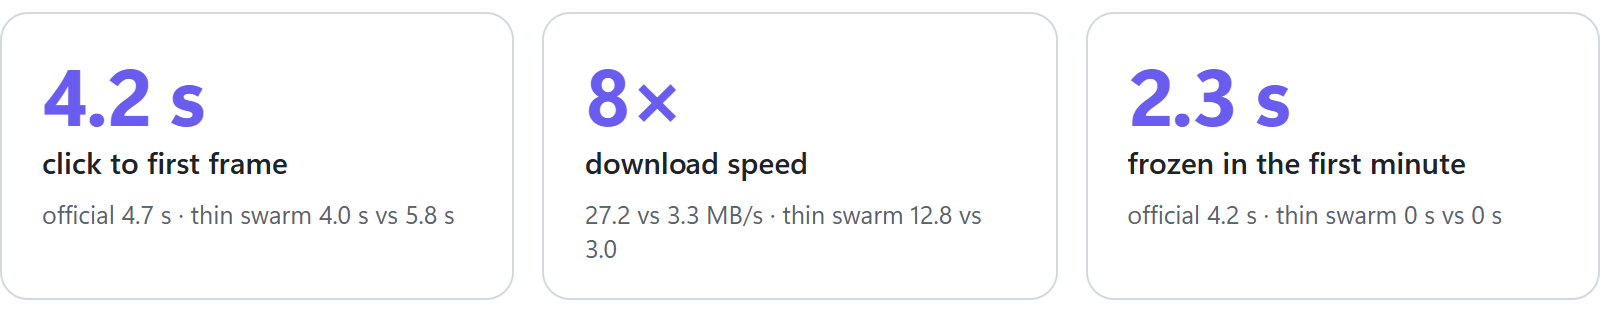 4.2 s
click to first frame
official 4.7 s · thin swarm 4.0 s vs 5.8 s
8×
download speed
27.2 vs 3.3 MB/s · thin swarm 12.8 vs
3.0
2.3 s
frozen in the first minute
official 4.2 s · thin swarm 0 s vs 0 s